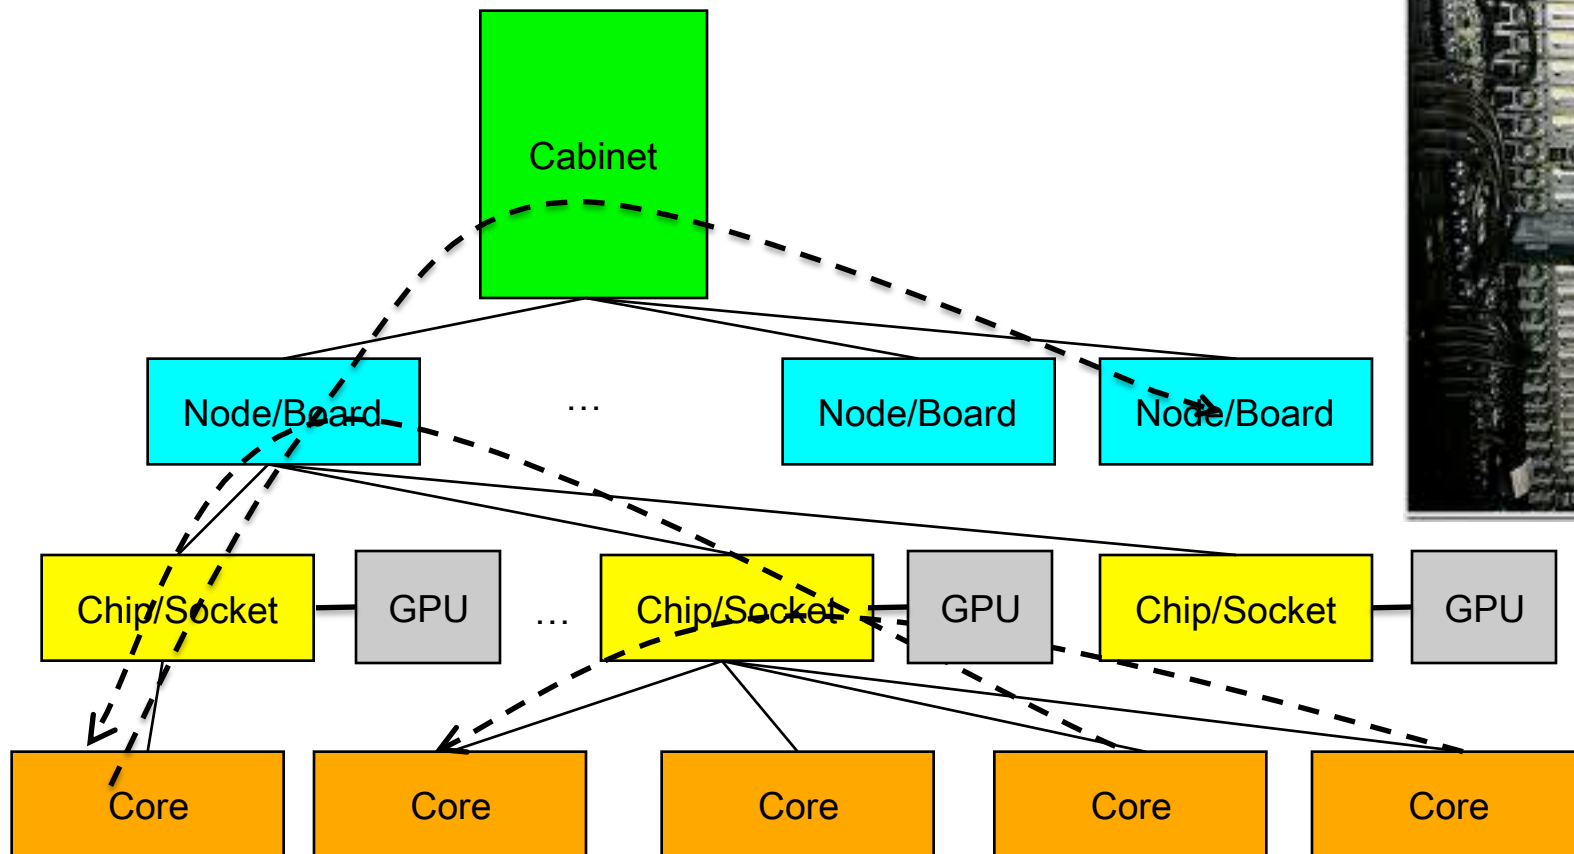 Cabinet
Node/Board
…
Node/Board
Node/Board
Chip/Socket
GPU
…
Chip/Socket
GPU
Chip/Socket
GPU
Core
Core
Core
Core
Core